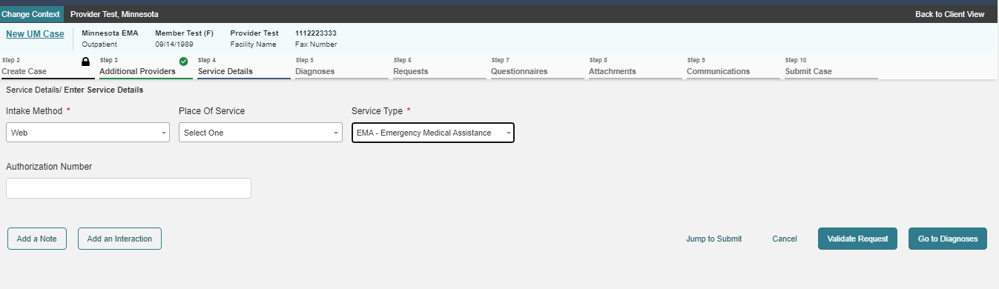 Change Context Provider Test, Minnesota Back to Client View
New UM Case Minnesota EMA Member Test (F) Provider Test 1112223333
Outpatient 09/14/1989 Facility Name Fax Number
Step 2 Step 3 Step 4 Step 5 Step 6 Step 7 Step 8 Step 9 Step 10
Create Case Additional Providers Service Details Diagnoses Requests Questionnaires Attachments Communications Submit Case
Service Details/ Enter Service Details
Intake Method * Place Of Service Service Type *
Web Select One EMA - Emergency Medical Assistance
Authorization Number
Add a Note Add an Interaction Jump to Submit Cancel Validate Request Go to Diagnoses